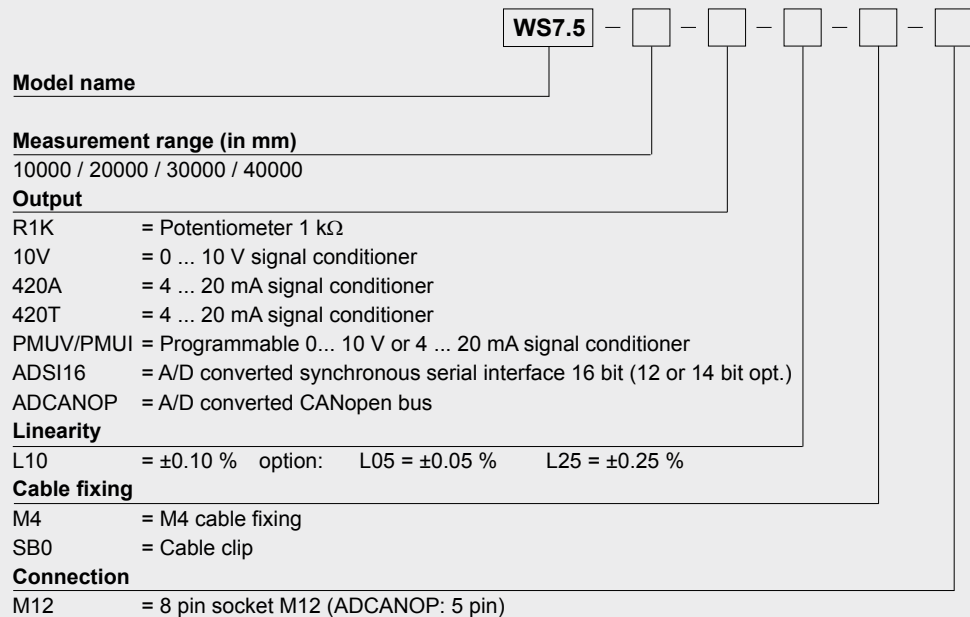 WS7.5 – – – – –
Model name
Measurement range (in mm)
10000 / 20000 / 30000 / 40000
Output
R1K = Potentiometer 1 kΩ
10V = 0 ... 10 V signal conditioner
420A = 4 ... 20 mA signal conditioner
420T = 4 ... 20 mA signal conditioner
PMUV/PMUI = Programmable 0... 10 V or 4 ... 20 mA signal conditioner
ADSI16 = A/D converted synchronous serial interface 16 bit (12 or 14 bit opt.)
ADCANOP = A/D converted CANopen bus
Linearity
L10 = ±0.10 % option: L05 = ±0.05 % L25 = ±0.25 %
Cable fixing
M4 = M4 cable fixing
SB0 = Cable clip
Connection
M12 = 8 pin socket M12 (ADCANOP: 5 pin)